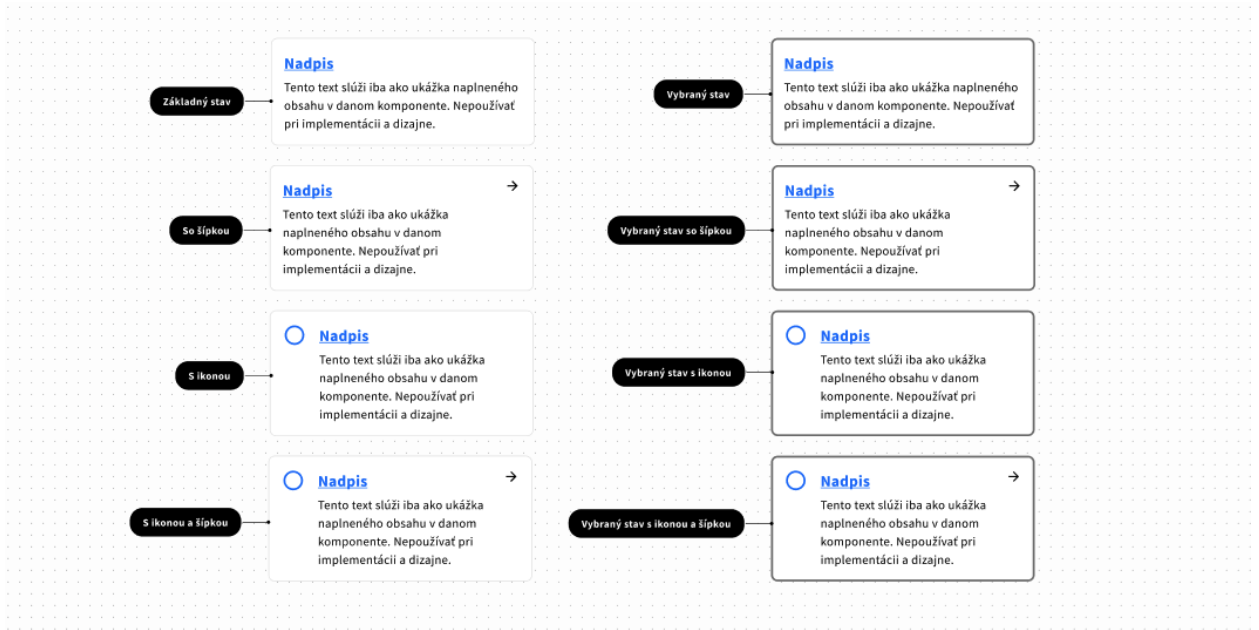 Základný stav
Nadpis
Tento text slúži iba ako ukážka naplneného
obsahu v danom komponente. Nepoužívať
pri implementácii a dizajne.
Vybraný stav
Nadpis
Tento text slúži iba ako ukážka naplneného
obsahu v danom komponente. Nepoužívať
pri implementácii a dizajne.
So šípkou
Nadpis
Tento text slúži iba ako ukážka
naplneného obsahu v danom
komponente. Nepoužívať pri
implementácii a dizajne.
Vybraný stav so šípkou
Nadpis
Tento text slúži iba ako ukážka
naplneného obsahu v danom
komponente. Nepoužívať pri
implementácii a dizajne.
S ikonou
Nadpis
Tento text slúži iba ako ukážka
naplneného obsahu v danom
komponente. Nepoužívať pri
implementácii a dizajne.
Vybraný stav s ikonou
Nadpis
Tento text slúži iba ako ukážka
naplneného obsahu v danom
komponente. Nepoužívať pri
implementácii a dizajne.
S ikonou a šípkou
Nadpis
Tento text slúži iba ako ukážka
naplneného obsahu v danom
komponente. Nepoužívať pri
implementácii a dizajne.
Vybraný stav s ikonou a šípkou
Nadpis
Tento text slúži iba ako ukážka
naplneného obsahu v danom
komponente. Nepoužívať pri
implementácii a dizajne.